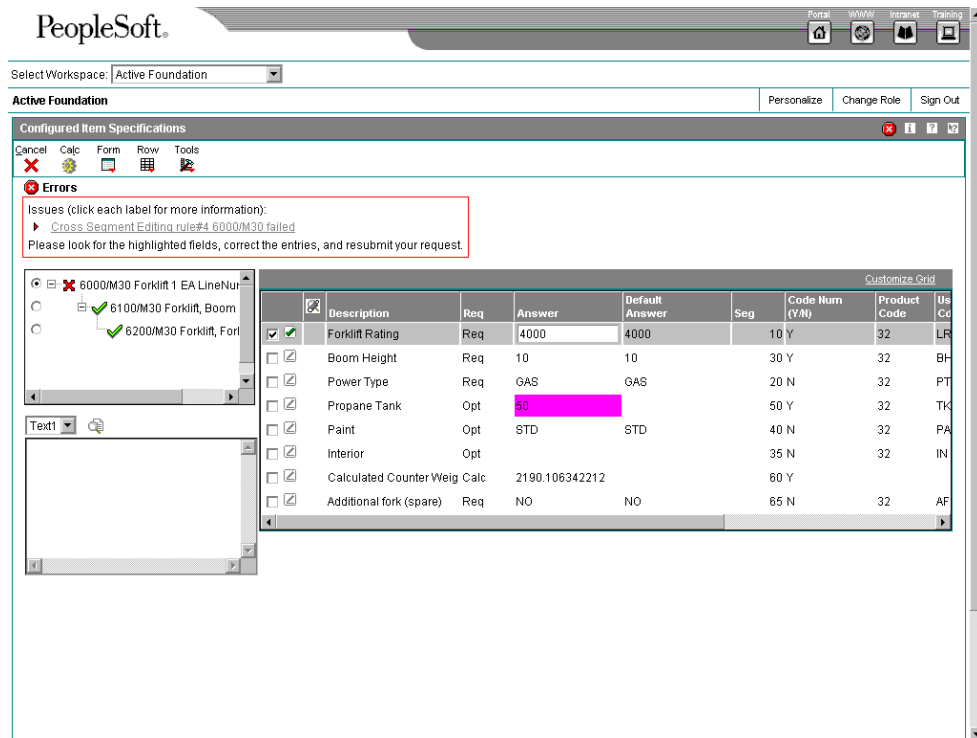 PeopleSoft.
Portal WWW Intranet Training
Select Workspace: Active Foundation
Active Foundation Personalize Change Role Sign Out
Configured Item Specifications
Cancel Calc Form Row Tools
Errors
Issues (click each label for more information):
Cross Segment Editing rule#4 6000/M30 failed
Please look for the highlighted fields, correct the entries, and resubmit your request.
6000/M30 Forklift 1 EA LineNur
6100/M30 Forklift, Boom
6200/M30 Forklift, Forl
Text1
Customize Grid
Description Req Answer Default Answer Seg Code Num (Y/N) Product Code Us Co
Forklift Rating Req 4000 4000 10 Y 32 LR
Boom Height Req 10 10 30 Y 32 BH
Power Type Req GAS GAS 20 N 32 PT
Propane Tank Opt 50 50 Y 32 TK
Paint Opt STD STD 40 N 32 PA
Interior Opt 35 N 32 IN
Calculated Counter Weig Calc 2190.106342212 60 Y
Additional fork (spare) Req NO NO 65 N 32 AF